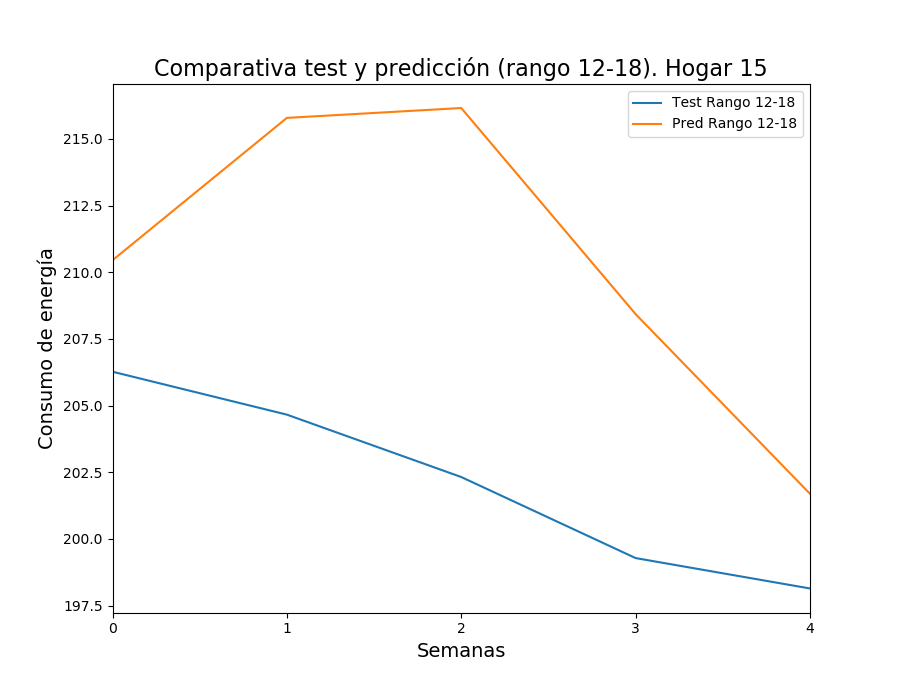 Comparativa test y predicción (rango 12-18). Hogar 15
Test Rango 12-18
Pred Rango 12-18
Consumo de energía
215.0
212.5
210.0
207.5
205.0
202.5
200.0
197.5
0 1 2 3 4
Semanas